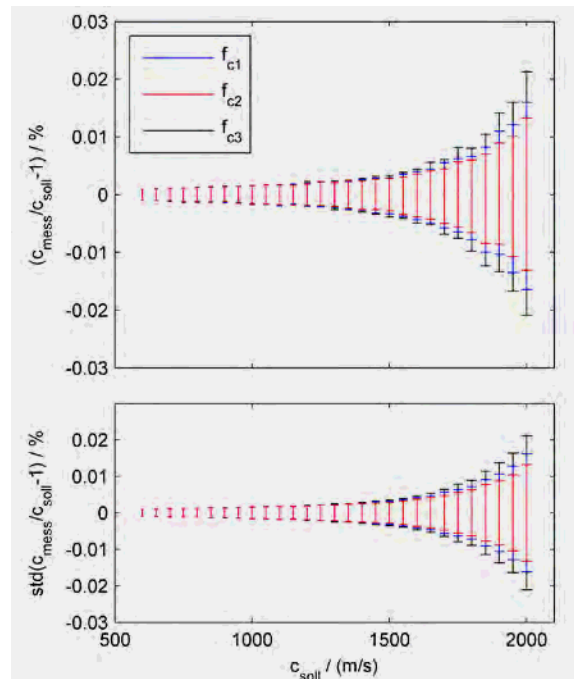 0.03
0.02
0.01
0
-0.01
-0.02
-0.03
(c_mess/c_soll-1) / %
f_c1
f_c2
f_c3
0.02
0.01
0
-0.01
-0.02
-0.03
std(c_mess/c_soll-1) / %
500
1000
1500
2000
c_soll / (m/s)